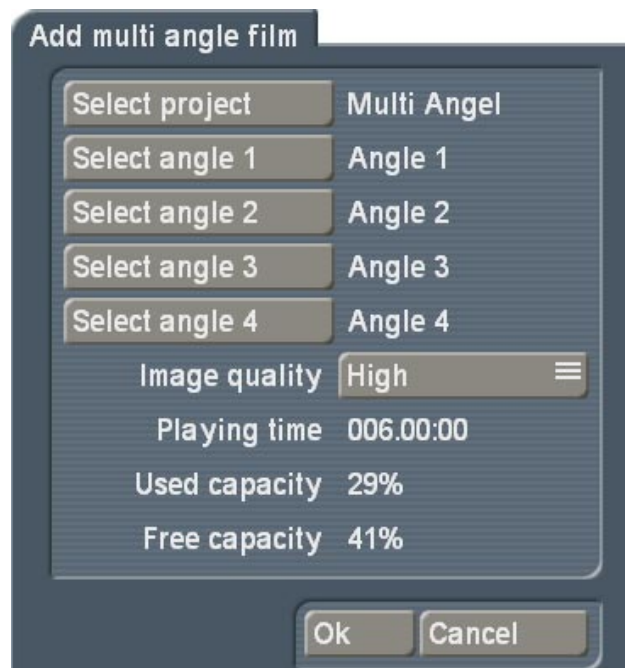 Add multi angle film
Select project Multi Angel
Select angle 1 Angle 1
Select angle 2 Angle 2
Select angle 3 Angle 3
Select angle 4 Angle 4
Image quality High
Playing time 006.00:00
Used capacity 29%
Free capacity 41%
Ok Cancel